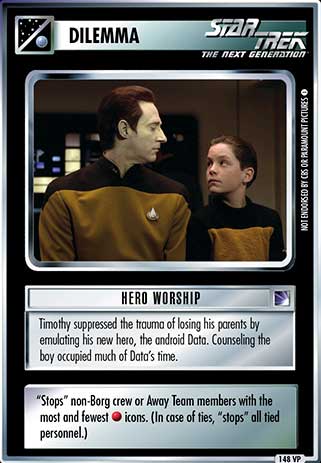 DILEMMA
STAR TREK
THE NEXT GENERATION
NOT ENDORSED BY CBS OR PARAMOUNT PICTURES
HERO WORSHIP
Timothy suppressed the trauma of losing his parents by
emulating his new hero, the android Data. Counseling the
boy occupied much of Data's time.
"Stops" non-Borg crew or Away Team members with the
most and fewest icons. (In case of ties, "stops" all tied
personnel.)
148 VP